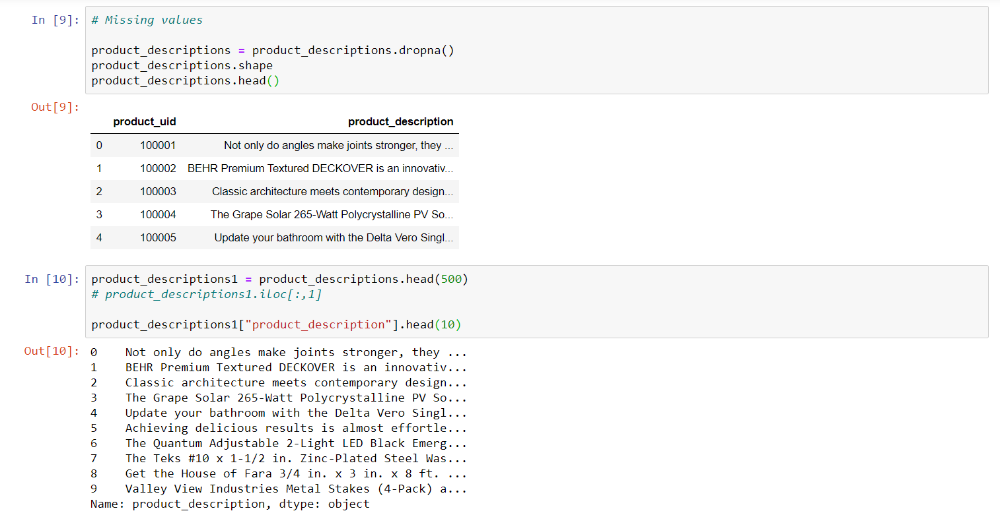 In [9]: # Missing values
product_descriptions = product_descriptions.dropna()
product_descriptions.shape
product_descriptions.head()
Out[9]:
product_uid product_description
0 100001 Not only do angles make joints stronger, they ...
1 100002 BEHR Premium Textured DECKOVER is an innovativ...
2 100003 Classic architecture meets contemporary design...
3 100004 The Grape Solar 265-Watt Polycrystalline PV So...
4 100005 Update your bathroom with the Delta Vero Singl...
In [10]: product_descriptions1 = product_descriptions.head(500)
# product_descriptions1.iloc[:,1]
product_descriptions1["product_description"].head(10)
Out[10]: 0 Not only do angles make joints stronger, they ...
1 BEHR Premium Textured DECKOVER is an innovativ...
2 Classic architecture meets contemporary design...
3 The Grape Solar 265-Watt Polycrystalline PV So...
4 Update your bathroom with the Delta Vero Singl...
5 Achieving delicious results is almost effortle...
6 The Quantum Adjustable 2-Light LED Black Emerg...
7 The Teks #10 x 1-1/2 in. Zinc-Plated Steel Was...
8 Get the House of Fara 3/4 in. x 3 in. x 8 ft. ...
9 Valley View Industries Metal Stakes (4-Pack) a...
Name: product_description, dtype: object